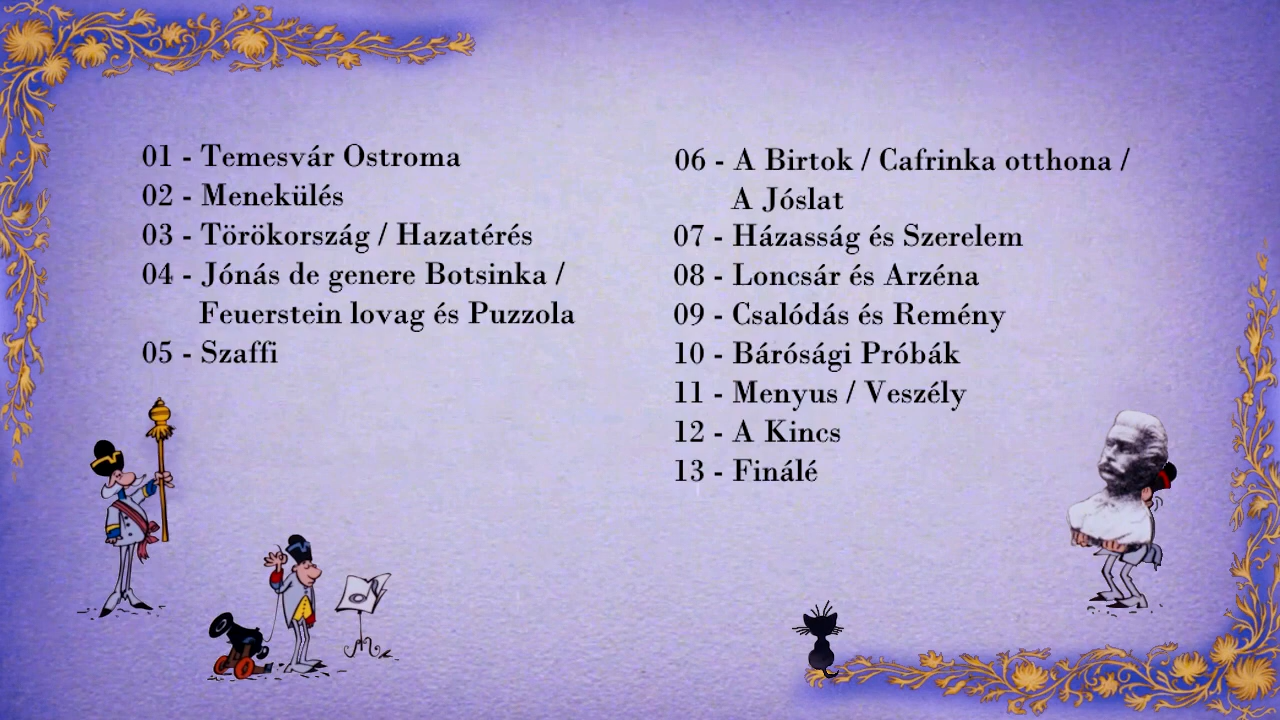 01 - Temesvár Ostroma
02 - Menekülés
03 - Törökország / Hazatérés
04 - Jónás de genere Botsinka /
Feuerstein lovag és Puzzola
05 - Szaffi
06 - A Birtok / Cafrinka otthona /
A Jóslat
07 - Házasság és Szerelem
08 - Loncsár és Arzéna
09 - Csalódás és Remény
10 - Bárósági Próbák
11 - Menyus / Veszély
12 - A Kincs
13 - Finálé